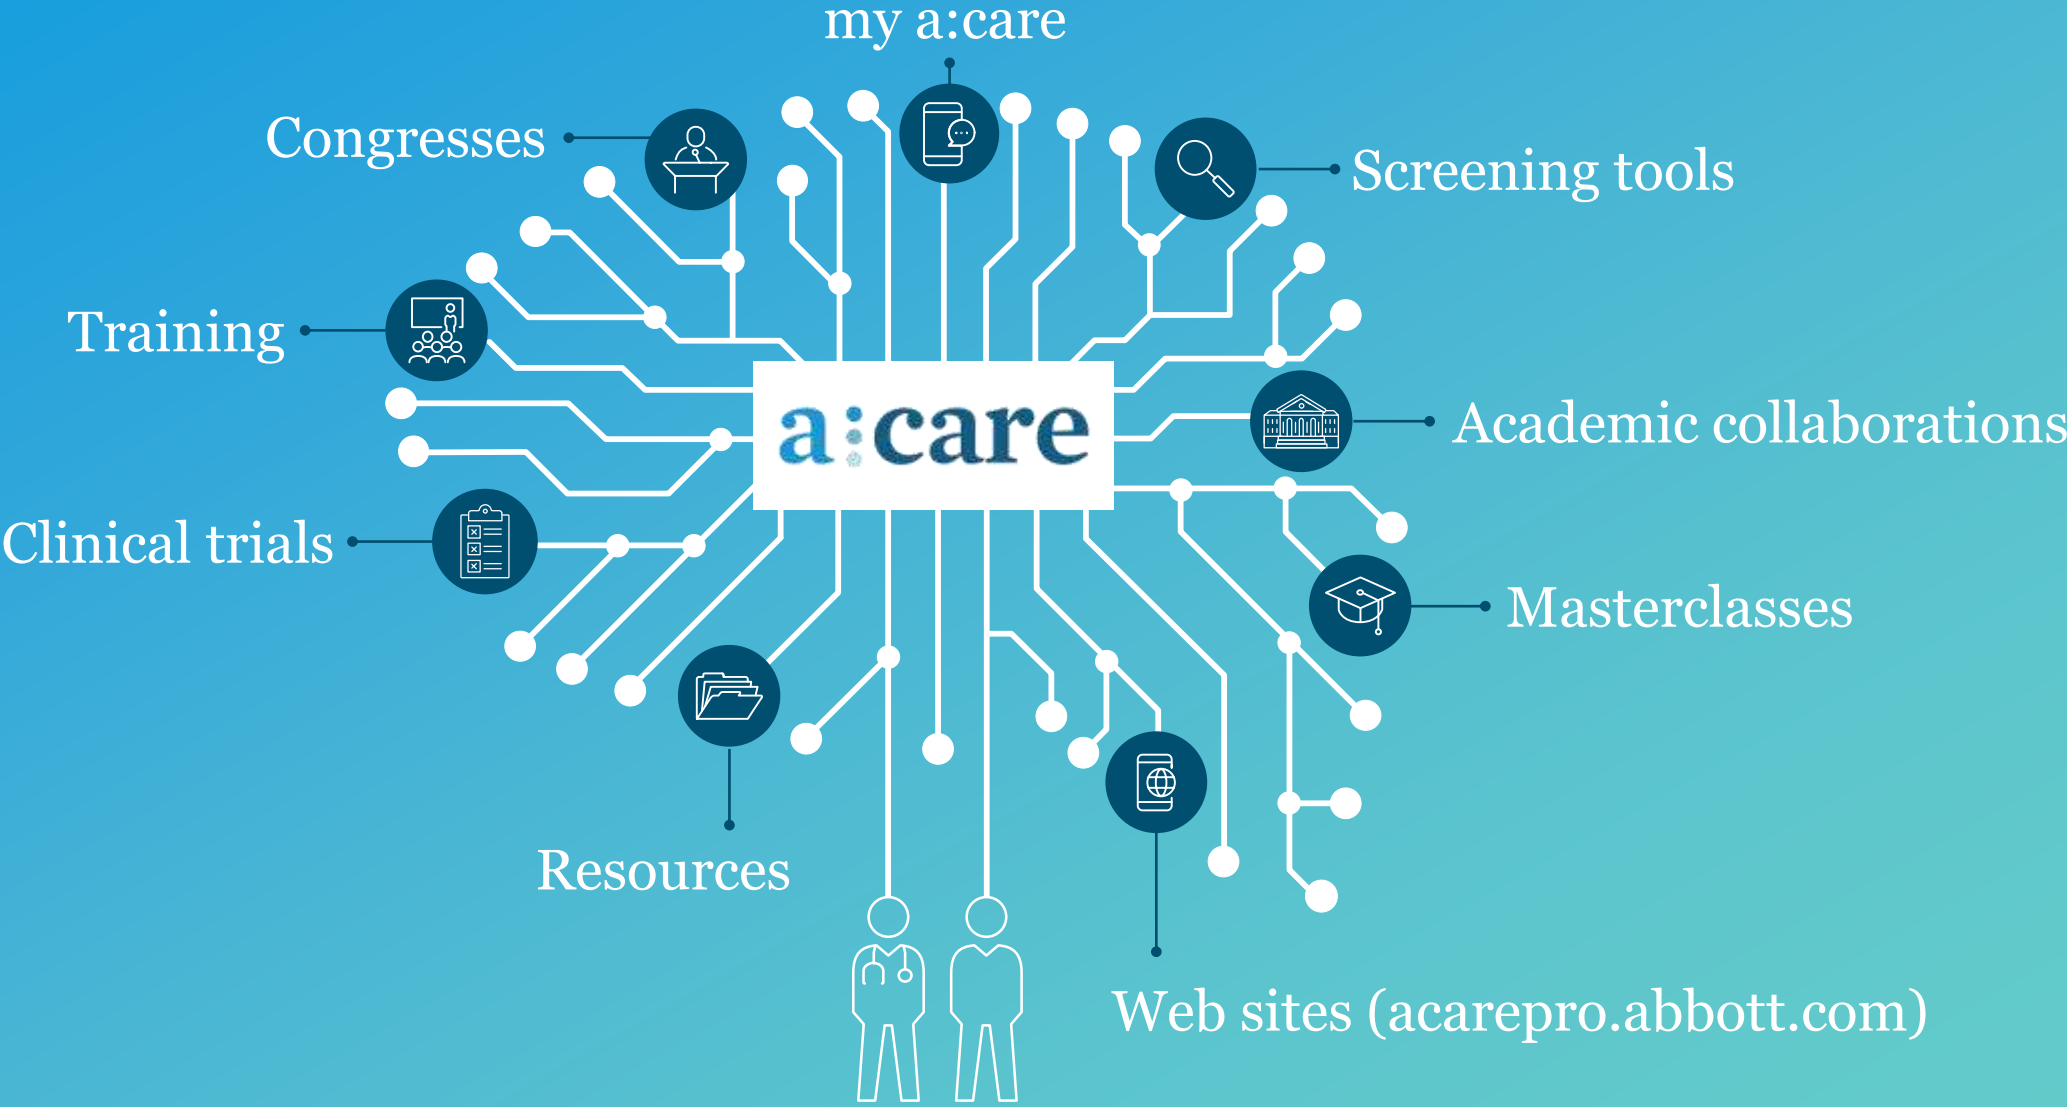 my a:care
Congresses
Screening tools
Training
a:care
Academic collaborations
Clinical trials
Masterclasses
Resources
Web sites (acarepro.abbott.com)